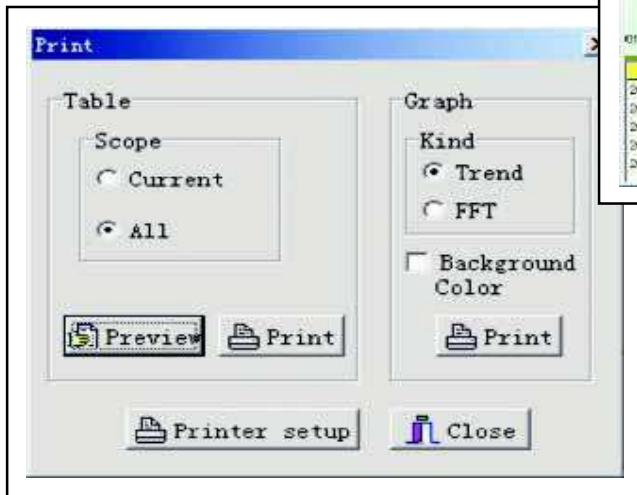 Print
Table
Scope
Current
All
Preview
Print
Graph
Kind
Trend
FFT
Background
Color
Print
Printer setup
Close